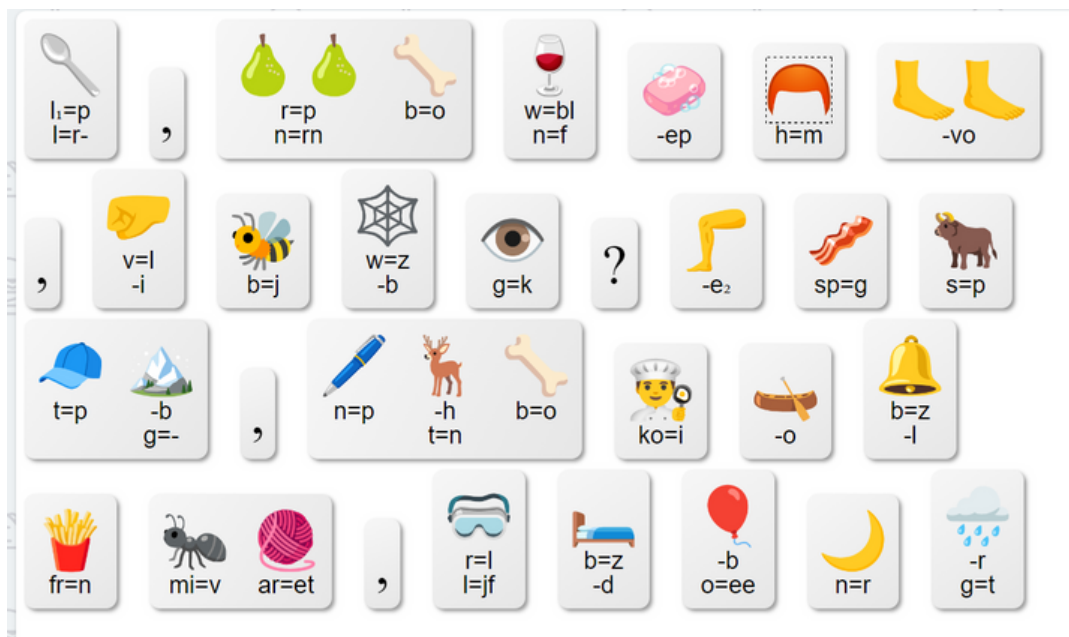 l₁=p l=r- , r=p n=rn b=o w=bl n=f -ep h=m -vo
, v=l -i b=j w=z -b g=k ? -e₂ sp=g s=p
t=p -b g=- , n=p -h t=n b=o ko=i -o b=z -l
fr=n mi=v ar=et , r=l l=jf b=z -d -b o=ee n=r -r g=t